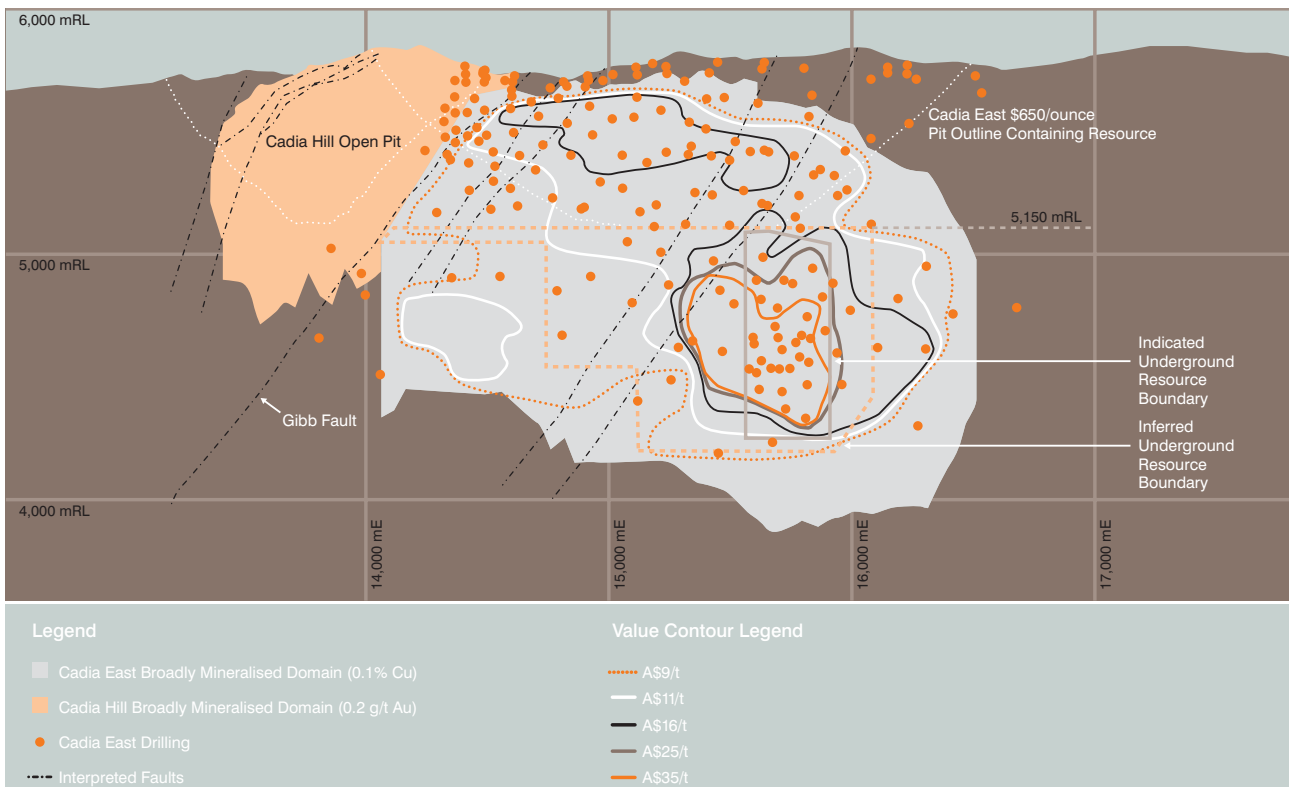 6,000 mRL
Cadia East $650/ounce
Pit Outline Containing Resource
Cadia Hill Open Pit
5,150 mRL
5,000 mRL
Indicated
Underground
Resource
Boundary
Gibb Fault
Inferred
Underground
Resource
Boundary
4,000 mRL
14,000 mE
15,000 mE
16,000 mE
17,000 mE
Legend
Cadia East Broadly Mineralised Domain (0.1% Cu)
Cadia Hill Broadly Mineralised Domain (0.2 g/t Au)
Cadia East Drilling
Interpreted Faults
Value Contour Legend
A$9/t
A$11/t
A$16/t
A$25/t
A$35/t